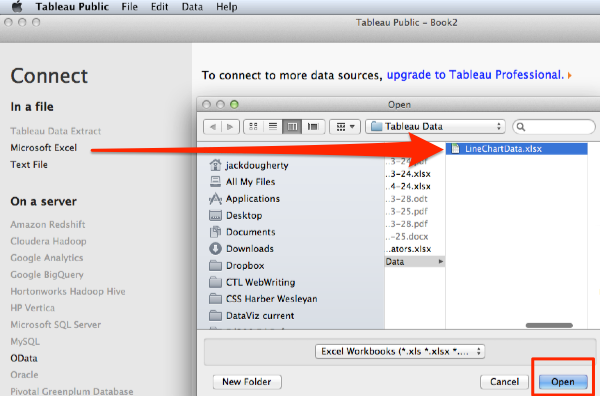 Tableau Public File Edit Data Help
Tableau Public - Book2
Connect
In a file
Tableau Data Extract
Microsoft Excel
Text File
On a server
Amazon Redshift
Cloudera Hadoop
Google Analytics
Google BigQuery
Hortonworks Hadoop Hive
HP Vertica
Microsoft SQL Server
MySQL
OData
Oracle
Pivotal Greenplum Database
To connect to more data sources, upgrade to Tableau Professional.
Open
Tableau Data
jackdougherty
All My Files
Applications
Desktop
Documents
Downloads
Dropbox
CTL WebWriting
CSS Harber Wesleyan
DataViz current
..3-24.pdf
..3-24.xlsx
..4-24.xlsx
..3-28.odt
..3-25.pdf
..3-28.pdf
..-25.docx
..ators.xlsx
Data
LineChartData.xlsx
Excel Workbooks (*.xls *.xlsx *....
New Folder
Cancel
Open